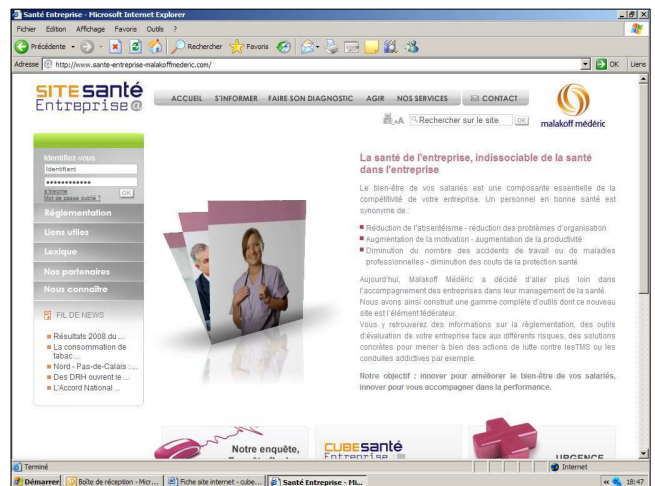 Santé Entreprise - Microsoft Internet Explorer
Fichier Edition Affichage Favoris Outils ?
Précédente Rechercher Favoris
Adresse http://www.sante-entreprise-malakoffmederic.com/ OK Liens
SITE santé
Entreprise@
ACCUEIL S'INFORMER FAIRE SON DIAGNOSTIC AGIR NOS SERVICES CONTACT
AA Rechercher sur le site OK
malakoff médéric
Identifiez-vous
Identifiant
••••••••••••
S'inscrire OK
Mot de passe oublié ?
Réglementation
Liens utiles
Lexique
Nos partenaires
Nous connaître
FIL DE NEWS
Résultats 2008 du ...
La consommation de
tabac ...
Nord - Pas-de-Calais : ...
Des DRH ouvrent le ...
L'Accord National ...
La santé de l'entreprise, indissociable de la santé
dans l'entreprise
Le bien-être de vos salariés est une composante essentielle de la
compétitivité de votre entreprise. Un personnel en bonne santé est
synonyme de :
Réduction de l'absentéisme - réduction des problèmes d'organisation
Augmentation de la motivation - augmentation de la productivité
Diminution du nombre des accidents de travail ou de maladies
professionnelles - diminution des couts de la protection santé
Aujourd'hui, Malakoff Médéric a décidé d'aller plus loin dans
l'accompagnement des entreprises dans leur management de la santé.
Nous avons ainsi construit une gamme complète d'outils dont ce nouveau
site est l'élément fédérateur.
Vous y retrouverez des informations sur la règlementation, des outils
d'évaluation de votre entreprise face aux différents risques, des solutions
concrètes pour mener à bien des actions de lutte contre lesTMS ou les
conduites addictives par exemple.
Notre objectif : innover pour améliorer le bien-être de vos salariés,
innover pour vous accompagner dans la performance.
Notre enquête,
CUBE santé
Entreprise
URGENCE
Terminé Internet
Démarrer Boîte de réception - Micr... Fiche site internet - cube... Santé Entreprise - Mi... 18:47